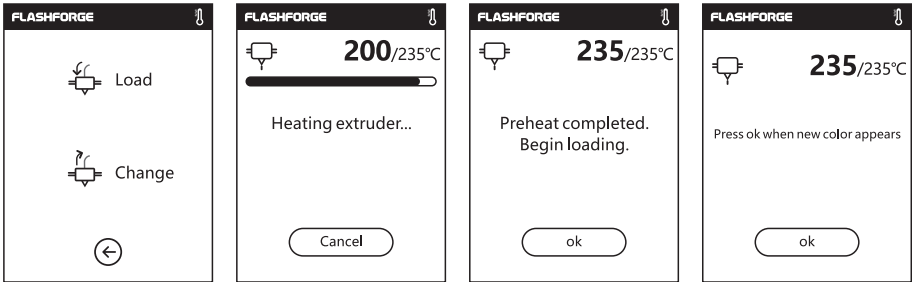 FLASHFORGE
Load
Change
FLASHFORGE
200/235℃
Heating extruder...
Cancel
FLASHFORGE
235/235℃
Preheat completed.
Begin loading.
ok
FLASHFORGE
235/235℃
Press ok when new color appears
ok